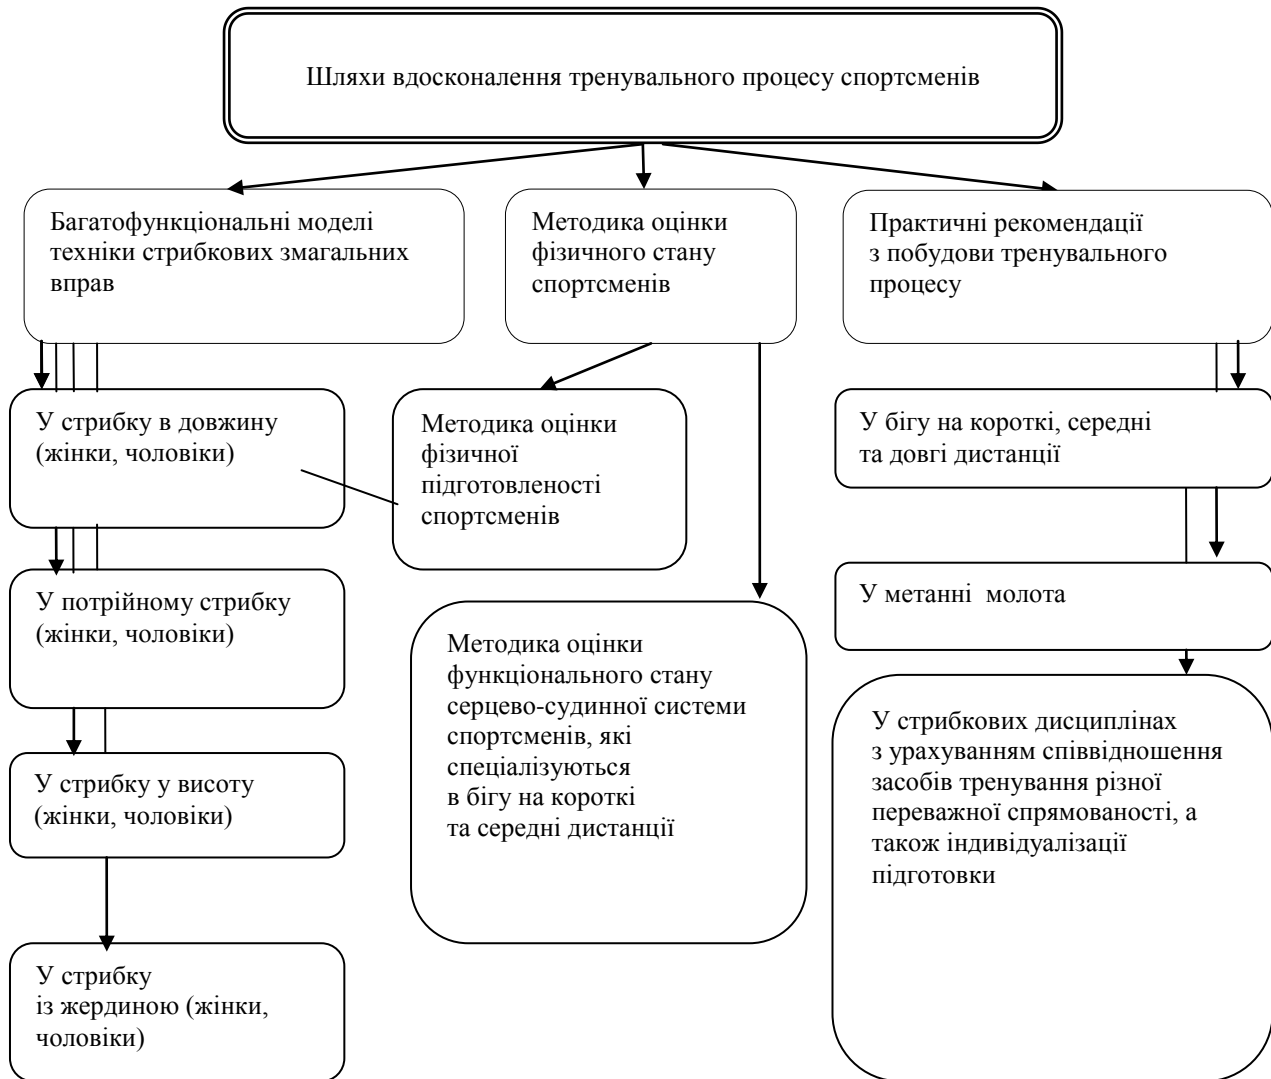 Шляхи вдосконалення тренувального процесу спортсменів
Багатофункціональні моделі
техніки стрибкових змагальних
вправ
Методика оцінки
фізичного стану
спортсменів
Практичні рекомендації
з побудови тренувального
процесу
У стрибку в довжину
(жінки, чоловіки)
Методика оцінки
фізичної
підготовленості
спортсменів
У бігу на короткі, середні
та довгі дистанції
У потрійному стрибку
(жінки, чоловіки)
У метанні молота
Методика оцінки
функціонального стану
серцево-судинної системи
спортсменів, які
спеціалізуються
в бігу на короткі
та середні дистанції
У стрибкових дисциплінах
з урахуванням співвідношення
засобів тренування різної
переважної спрямованості, а
також індивідуалізації
підготовки
У стрибку у висоту
(жінки, чоловіки)
У стрибку
із жердиною (жінки,
чоловіки)